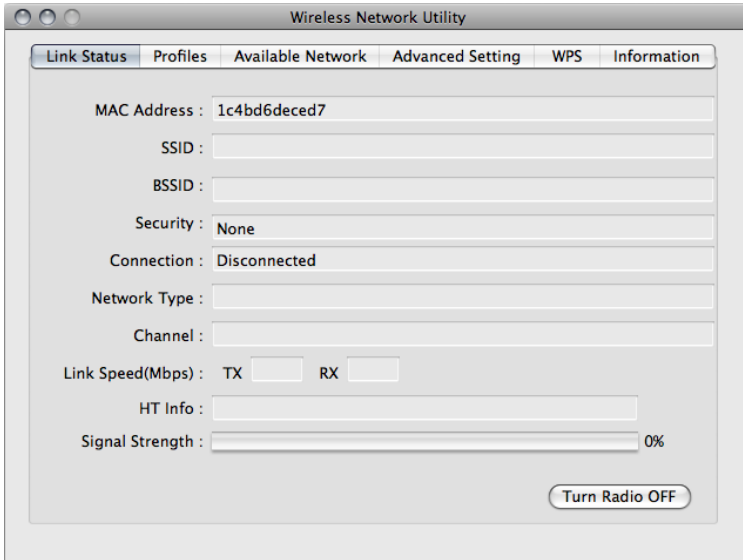 Wireless Network Utility
Link Status Profiles Available Network Advanced Setting WPS Information
MAC Address : 1c4bd6deced7
SSID :
BSSID :
Security : None
Connection : Disconnected
Network Type :
Channel :
Link Speed(Mbps) : TX RX
HT Info :
Signal Strength : 0%
Turn Radio OFF